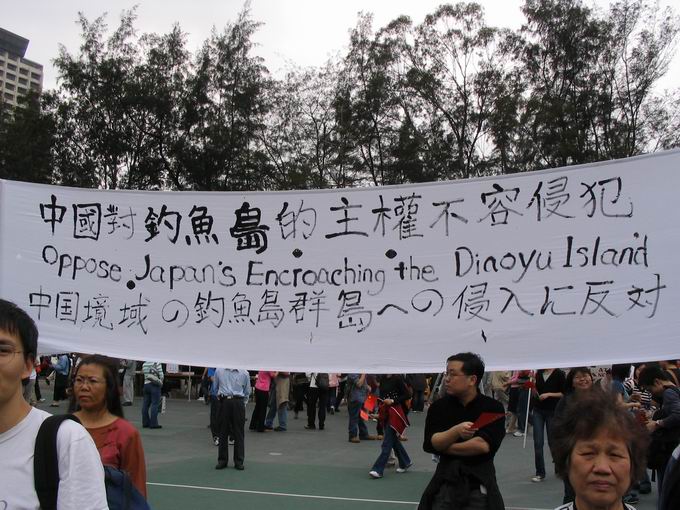 中國對釣魚島的主權不容侵犯
Oppose Japan's Encroaching the Diaoyu Island
中国境域の釣魚島群島への侵入に反対